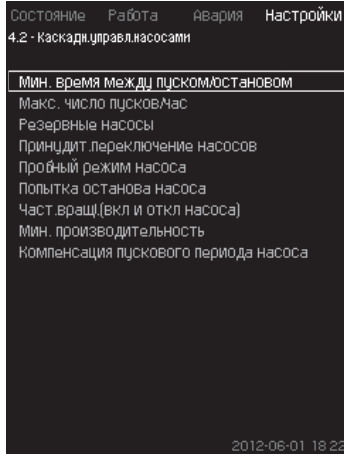 Состояние Работа Авария Настройки
4.2 - Каскадн.управл.насосами
Мин. время между пуском/остановом
Макс. число пусков/час
Резервные насосы
Принудит.переключение насосов
Пробный режим насоса
Попытка останова насоса
Част.вращ.(вкл и откл насоса)
Мин. производительность
Компенсация пускового периода насоса
2012-06-01 18:22